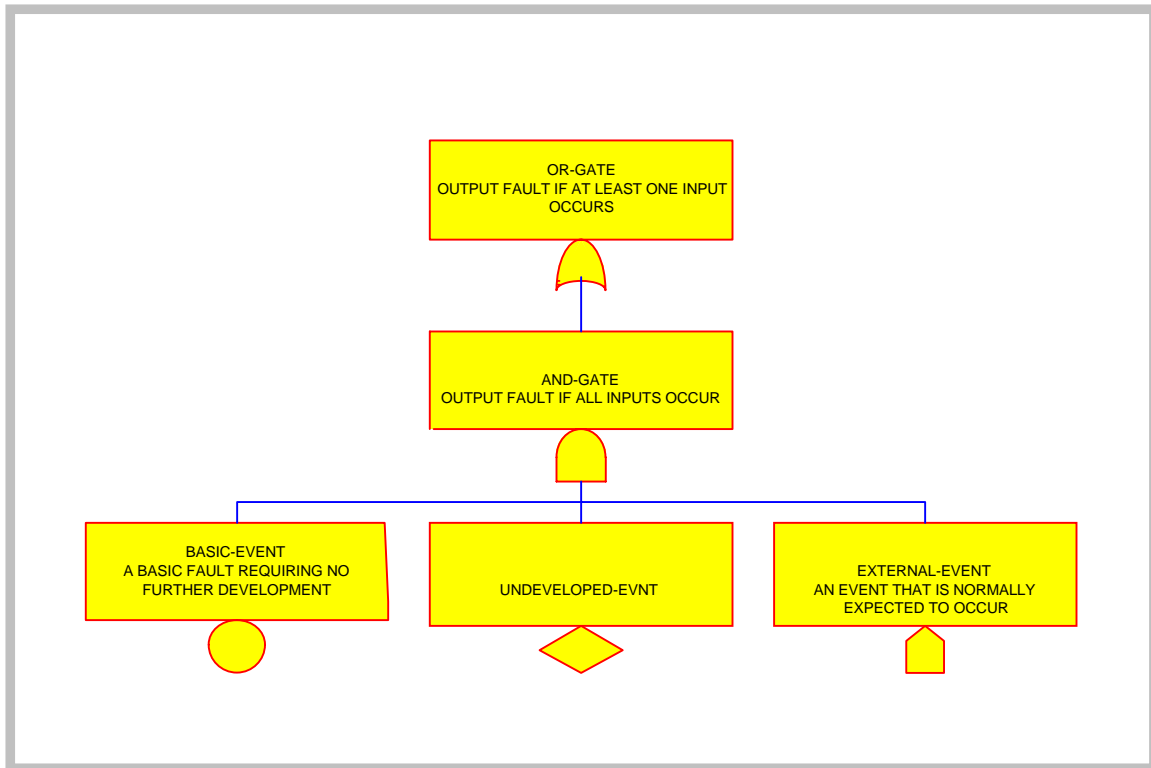 OR-GATE
OUTPUT FAULT IF AT LEAST ONE INPUT
OCCURS
AND-GATE
OUTPUT FAULT IF ALL INPUTS OCCUR
BASIC-EVENT
A BASIC FAULT REQUIRING NO
FURTHER DEVELOPMENT
UNDEVELOPED-EVNT
EXTERNAL-EVENT
AN EVENT THAT IS NORMALLY
EXPECTED TO OCCUR